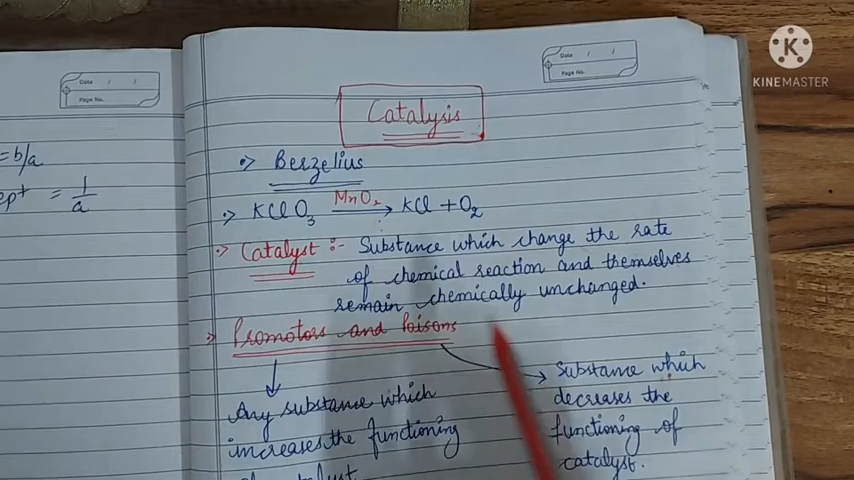 Date / /
Page No.
Date / /
Page No.
K
KINEMASTER
= b/a
= 1/a
Catalysis
Berzelius
KClO3 MnO2 → KCl + O2
Catalyst :- Substance which change the rate
of chemical reaction and themselves
remain chemically unchanged.
Promotors and Poisons
Any substance which
increases the functioning
of catalyst
Substance which
decreases the
functioning of
catalyst.